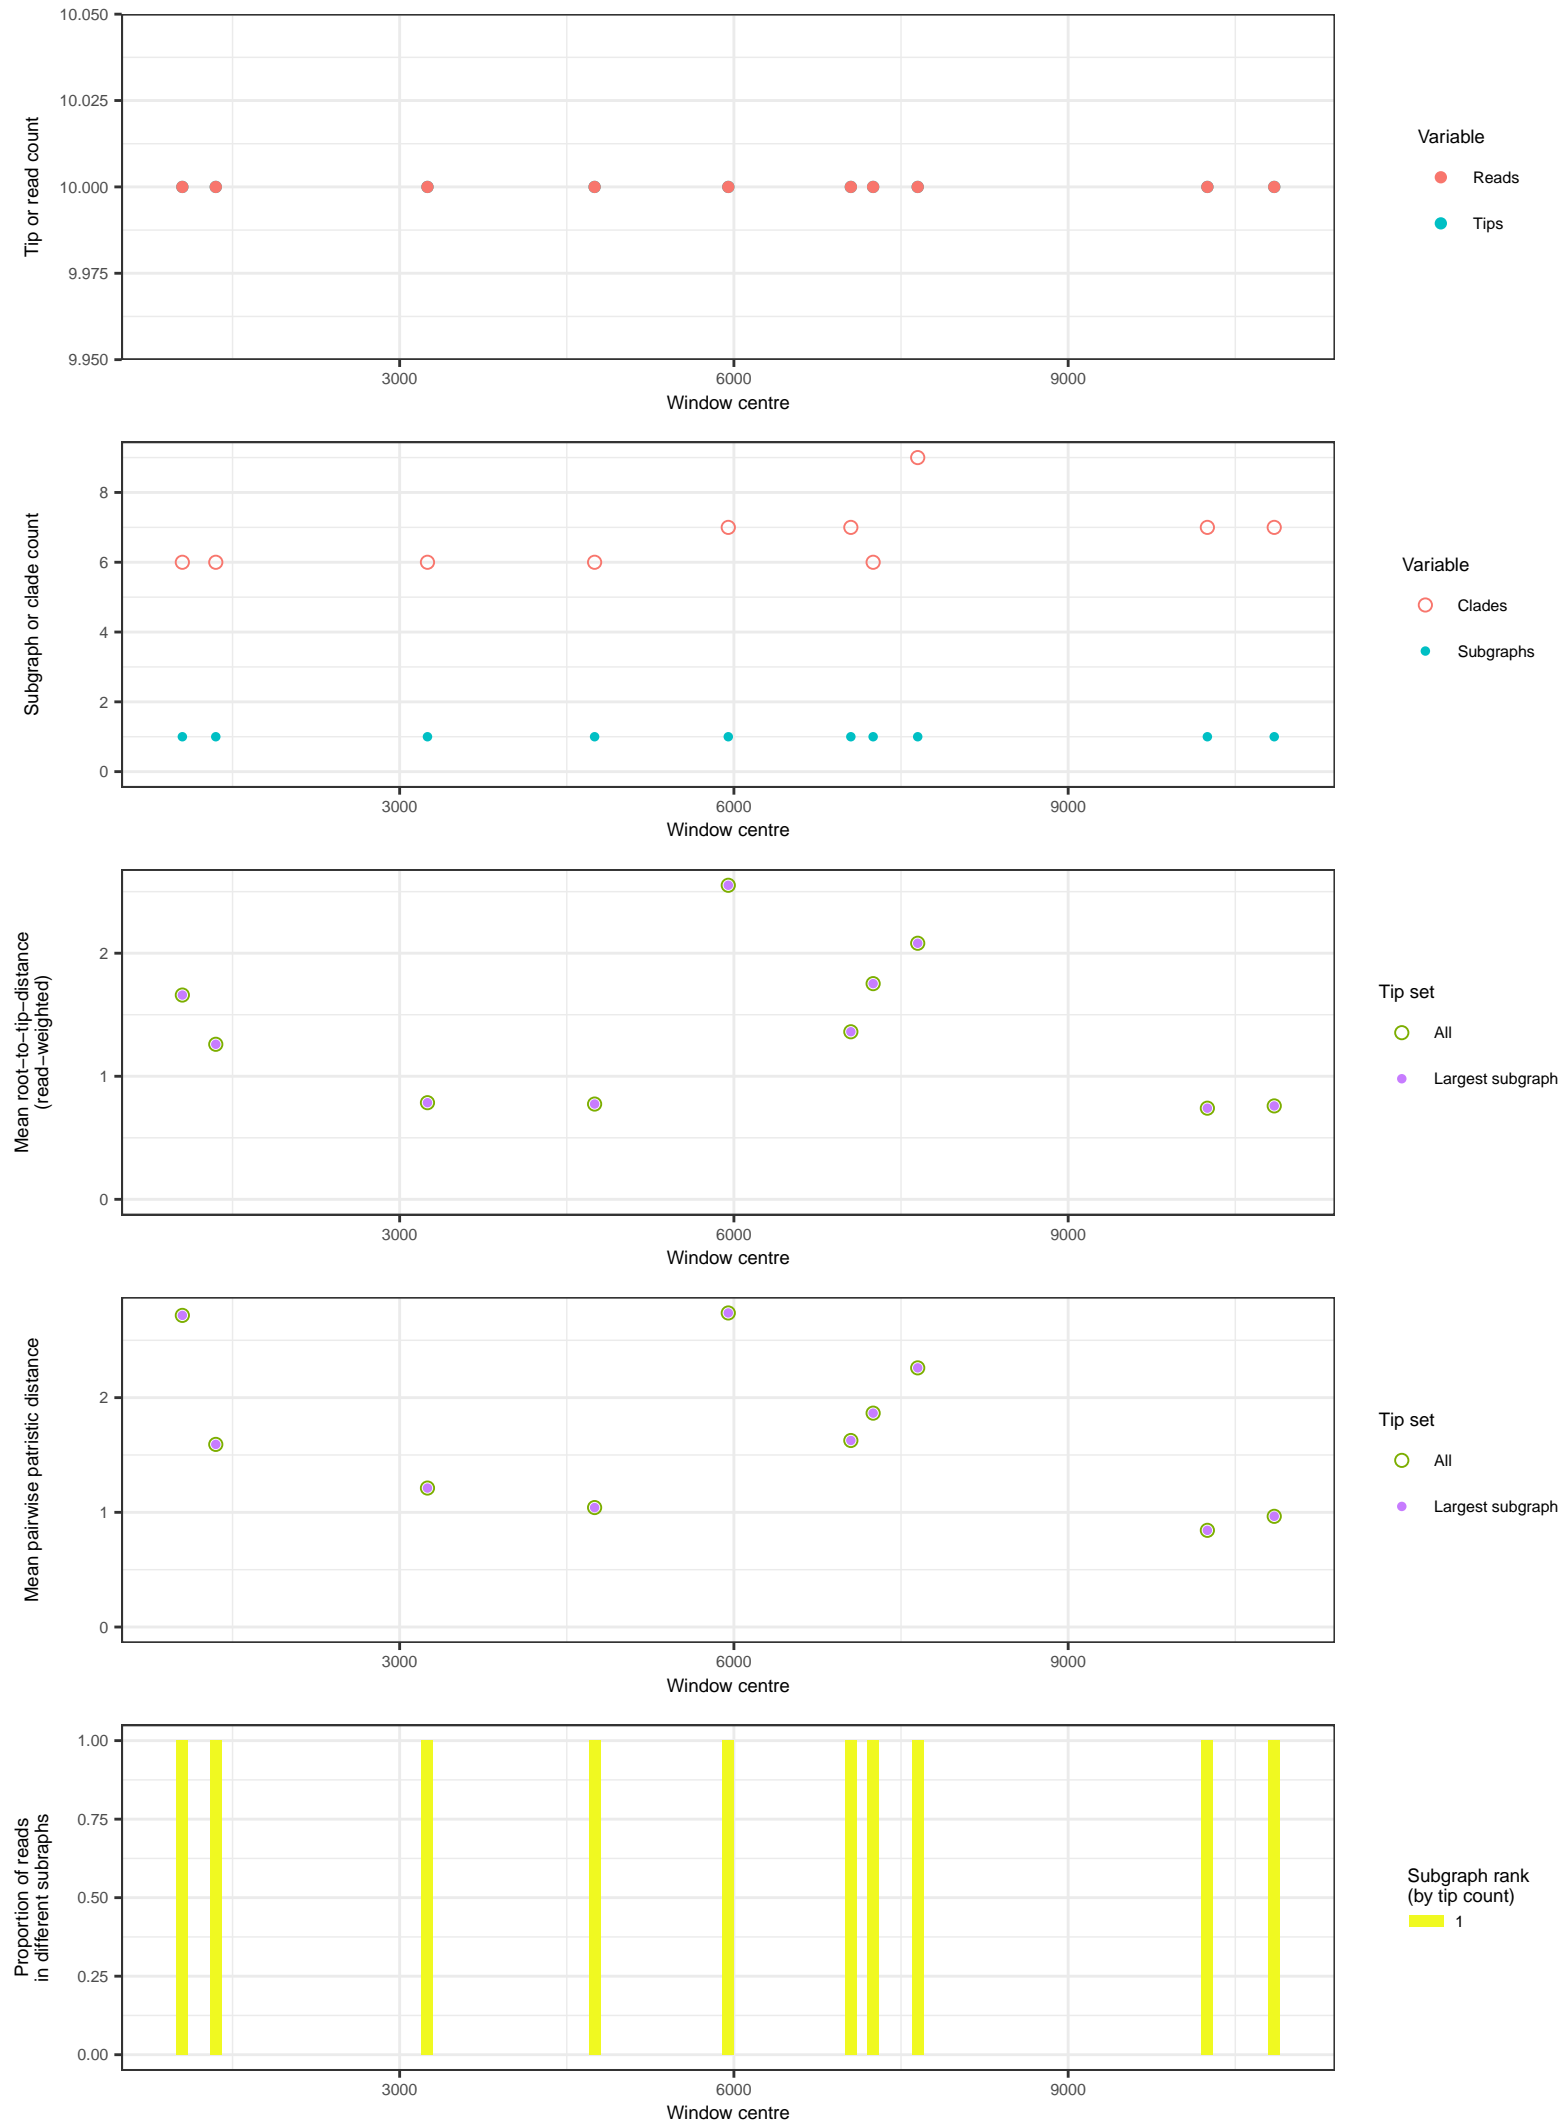 10.050
10.025
10.000
9.975
9.950
Tip or read count
3000 6000 9000
Window centre
Variable
Reads
Tips
8
6
4
2
0
Subgraph or clade count
3000 6000 9000
Window centre
Variable
Clades
Subgraphs
2
1
0
Mean root−to−tip−distance
(read−weighted)
3000 6000 9000
Window centre
Tip set
All
Largest subgraph
2
1
0
Mean pairwise patristic distance
3000 6000 9000
Window centre
Tip set
All
Largest subgraph
1.00
0.75
0.50
0.25
0.00
Proportion of reads
in different subraphs
3000 6000 9000
Window centre
Subgraph rank
(by tip count)
1